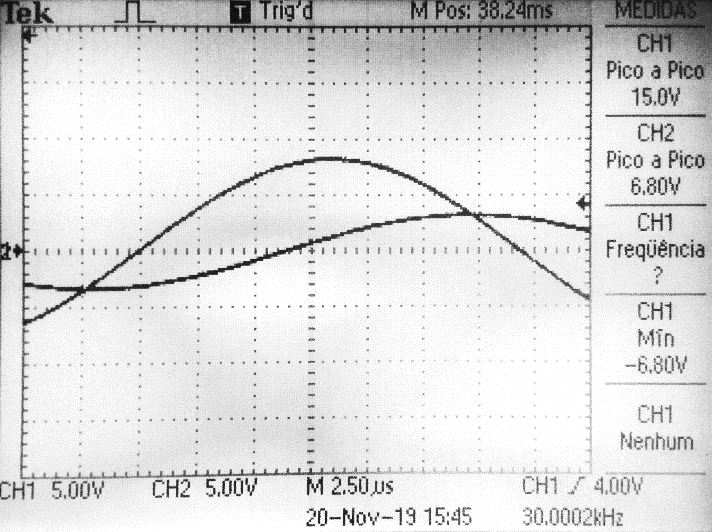 Tek
T Trig'd
M Pos: 38.24ms
MEDIDAS
CH1
Pico a Pico
15.0V
CH2
Pico a Pico
6.80V
CH1
Freqüência
?
CH1
Mín
-6.80V
CH1
Nenhum
2
CH1 5.00V
CH2 5.00V
M 2.50µs
CH1 / 4.00V
20-Nov-19 15:45
30.0002kHz